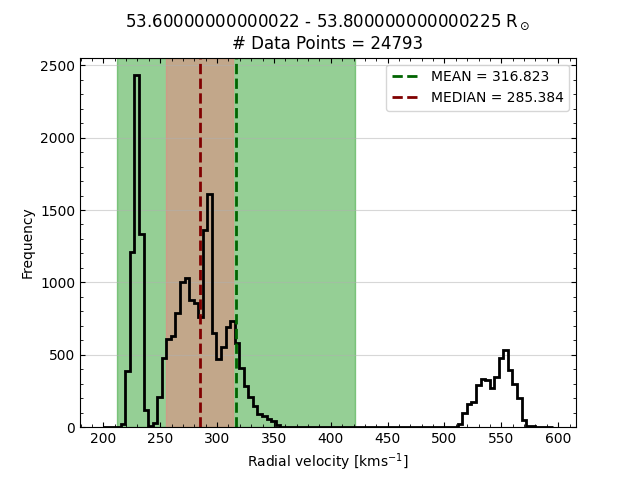 53.60000000000022 - 53.800000000000225 R⊙
# Data Points = 24793
MEAN = 316.823
MEDIAN = 285.384
2500
2000
1500
1000
500
0
Frequency
200 250 300 350 400 450 500 550 600
Radial velocity [kms⁻¹]